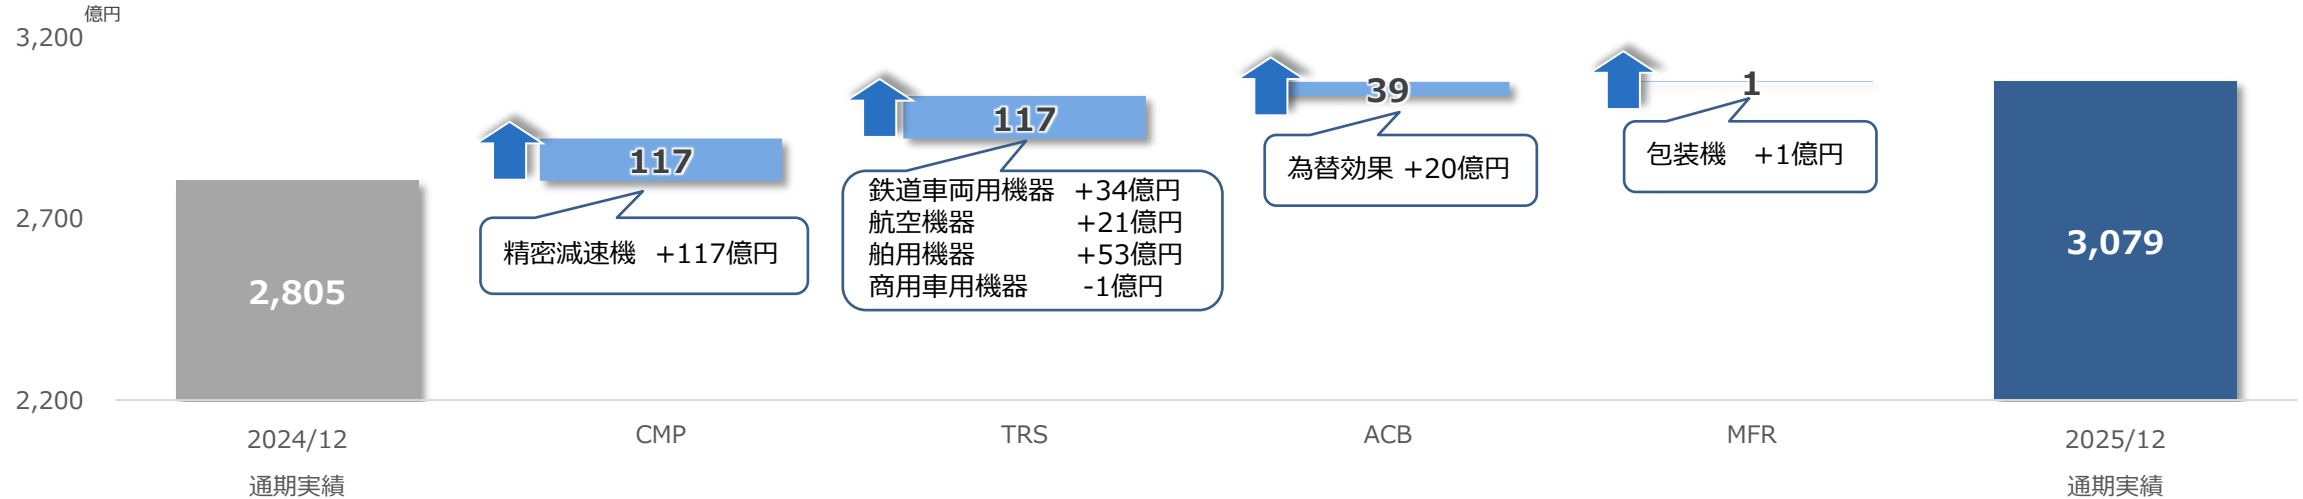 億円
3,200
2,700
2,200
2,805
117
精密減速機 +117億円
117
鉄道車両用機器 +34億円
航空機器 +21億円
舶用機器 +53億円
商用車用機器 -1億円
39
為替効果 +20億円
1
包装機 +1億円
3,079
2024/12
通期実績
CMP
TRS
ACB
MFR
2025/12
通期実績